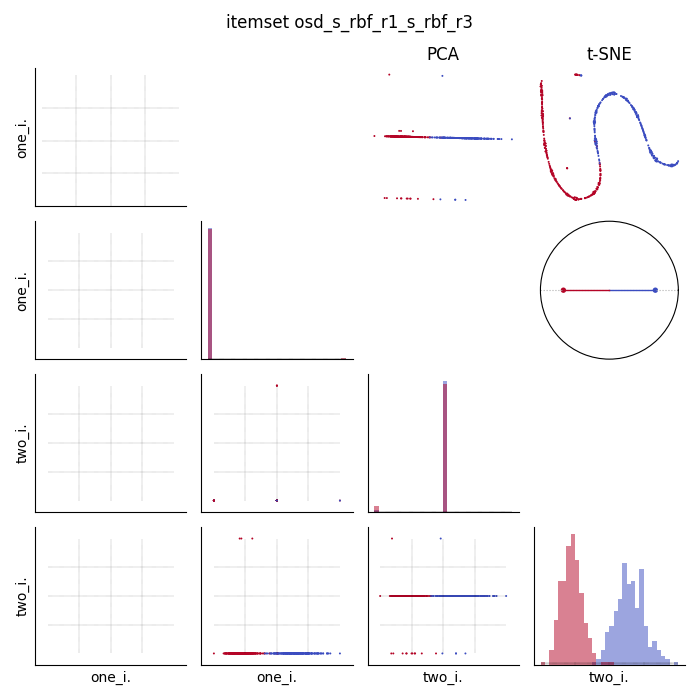 itemset osd_s_rbf_r1_s_rbf_r3
PCA
t-SNE
one_i.
one_i.
two_i.
two_i.
one_i.
one_i.
two_i.
two_i.